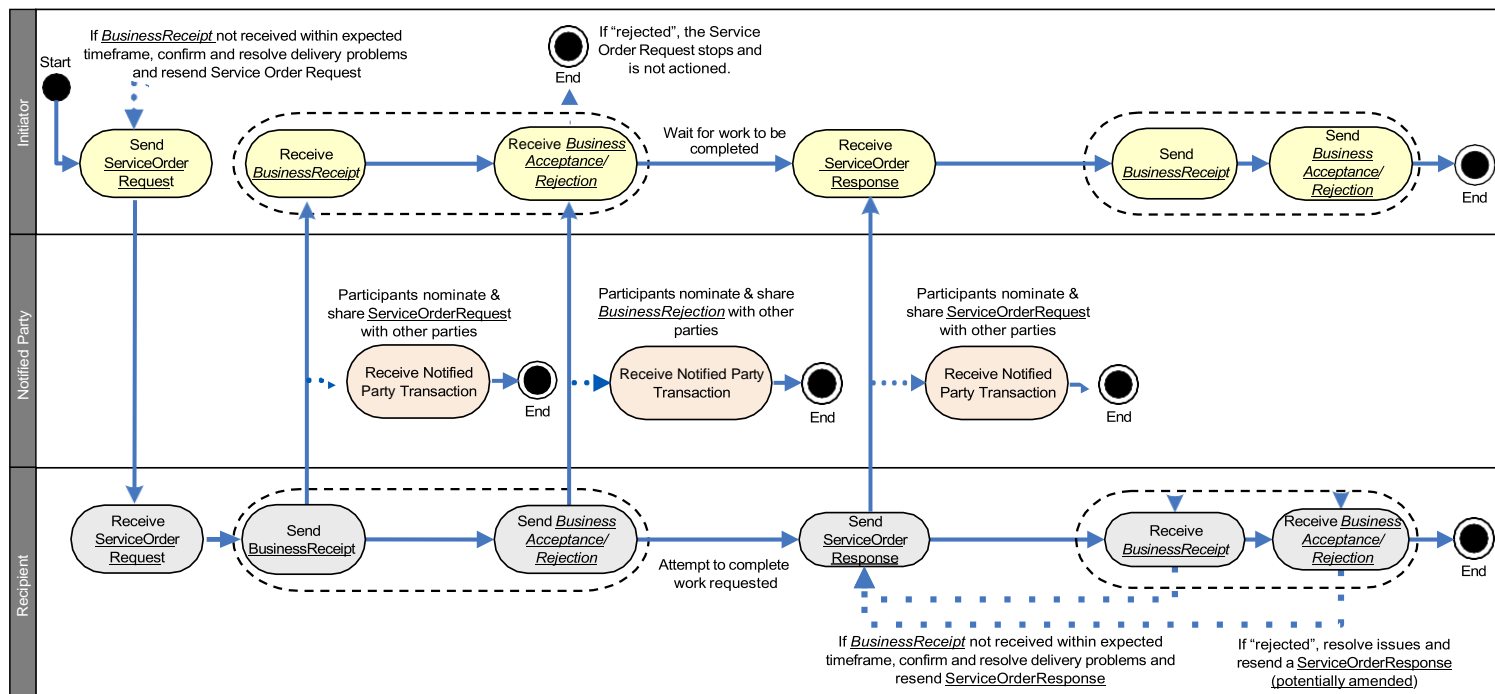 Initiator
Start
If BusinessReceipt not received within expected
timeframe, confirm and resolve delivery problems
and resend Service Order Request
End
If “rejected”, the Service
Order Request stops and
is not actioned.
Send
ServiceOrder
Request
Receive
BusinessReceipt
Receive Business
Acceptance/
Rejection
Wait for work to be
completed
Receive
ServiceOrder
Response
Send
BusinessReceipt
Send
Business
Acceptance/
Rejection
End
Notified Party
Participants nominate &
share ServiceOrderRequest
with other parties
Receive Notified
Party Transaction
End
Participants nominate & share
BusinessRejection with other
parties
Receive Notified Party
Transaction
End
Participants nominate &
share ServiceOrderRequest
with other parties
Receive Notified
Party Transaction
End
Recipient
Receive
ServiceOrder
Request
Send
BusinessReceipt
Send Business
Acceptance/
Rejection
Attempt to complete
work requested
Send
ServiceOrder
Response
Receive
BusinessReceipt
Receive Business
Acceptance/
Rejection
End
If BusinessReceipt not received within expected
timeframe, confirm and resolve delivery problems and
resend ServiceOrderResponse
If “rejected”, resolve issues and
resend a ServiceOrderResponse
(potentially amended)